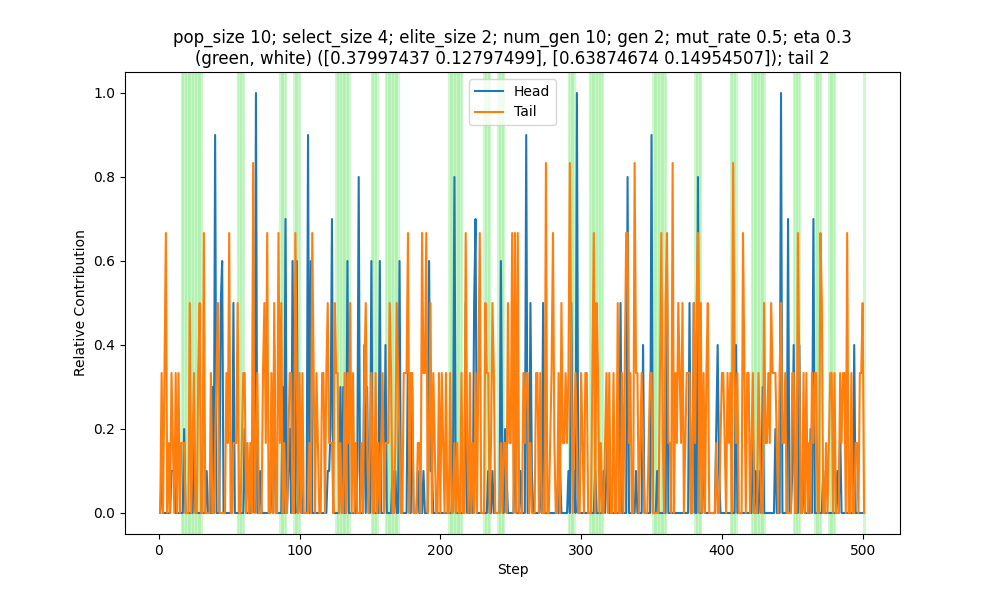 pop_size 10; select_size 4; elite_size 2; num_gen 10; gen 2; mut_rate 0.5; eta 0.3
(green, white) ([0.37997437 0.12797499], [0.63874674 0.14954507]); tail 2
Head
Tail
Relative Contribution
1.0
0.8
0.6
0.4
0.2
0.0
0 100 200 300 400 500
Step